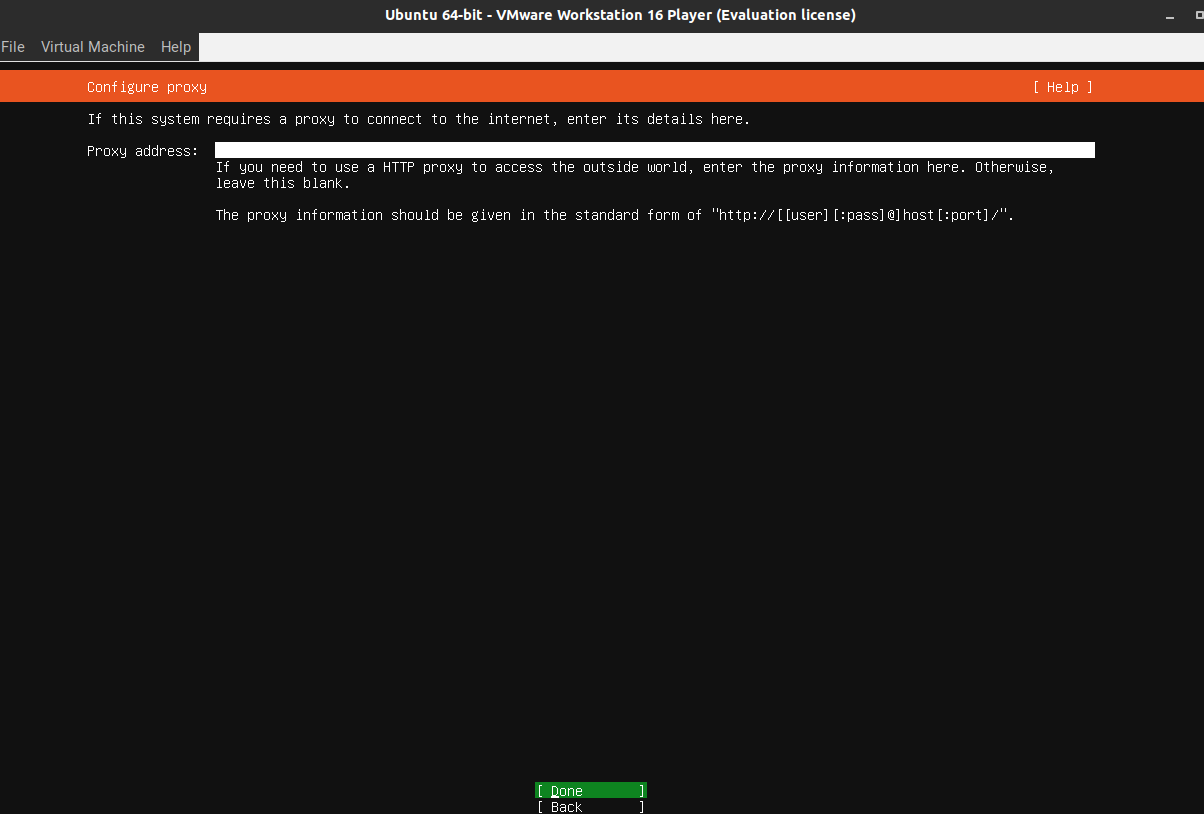 Ubuntu 64-bit - VMware Workstation 16 Player (Evaluation license)
File Virtual Machine Help
Configure proxy [ Help ]
If this system requires a proxy to connect to the internet, enter its details here.
Proxy address:
If you need to use a HTTP proxy to access the outside world, enter the proxy information here. Otherwise,
leave this blank.
The proxy information should be given in the standard form of "http://[[user][:pass]@]host[:port]/".
[ Done ]
[ Back ]